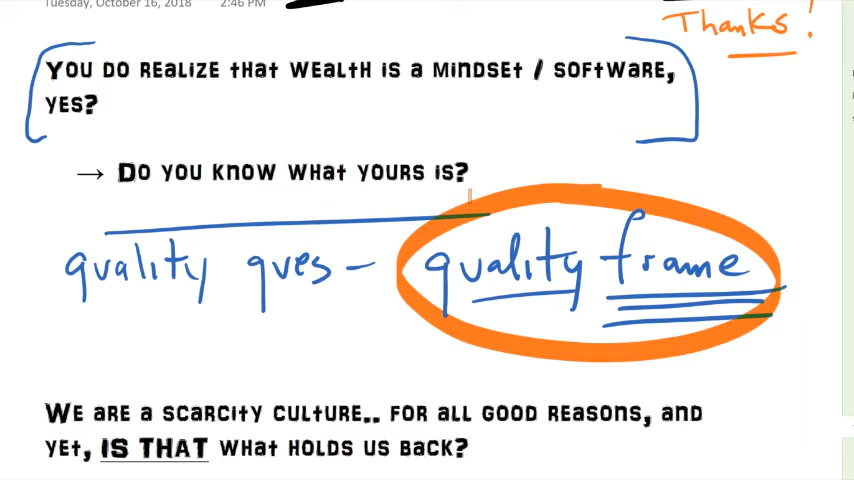 Tuesday, October 16, 2018 2:46 PM
Thanks!
YOU DO REALIZE THAT WEALTH IS A MINDSET / SOFTWARE,
YES?
→ DO YOU KNOW WHAT YOURS IS?
quality ques - quality frame
WE ARE A SCARCITY CULTURE.. FOR ALL GOOD REASONS, AND
YET, IS THAT WHAT HOLDS US BACK?